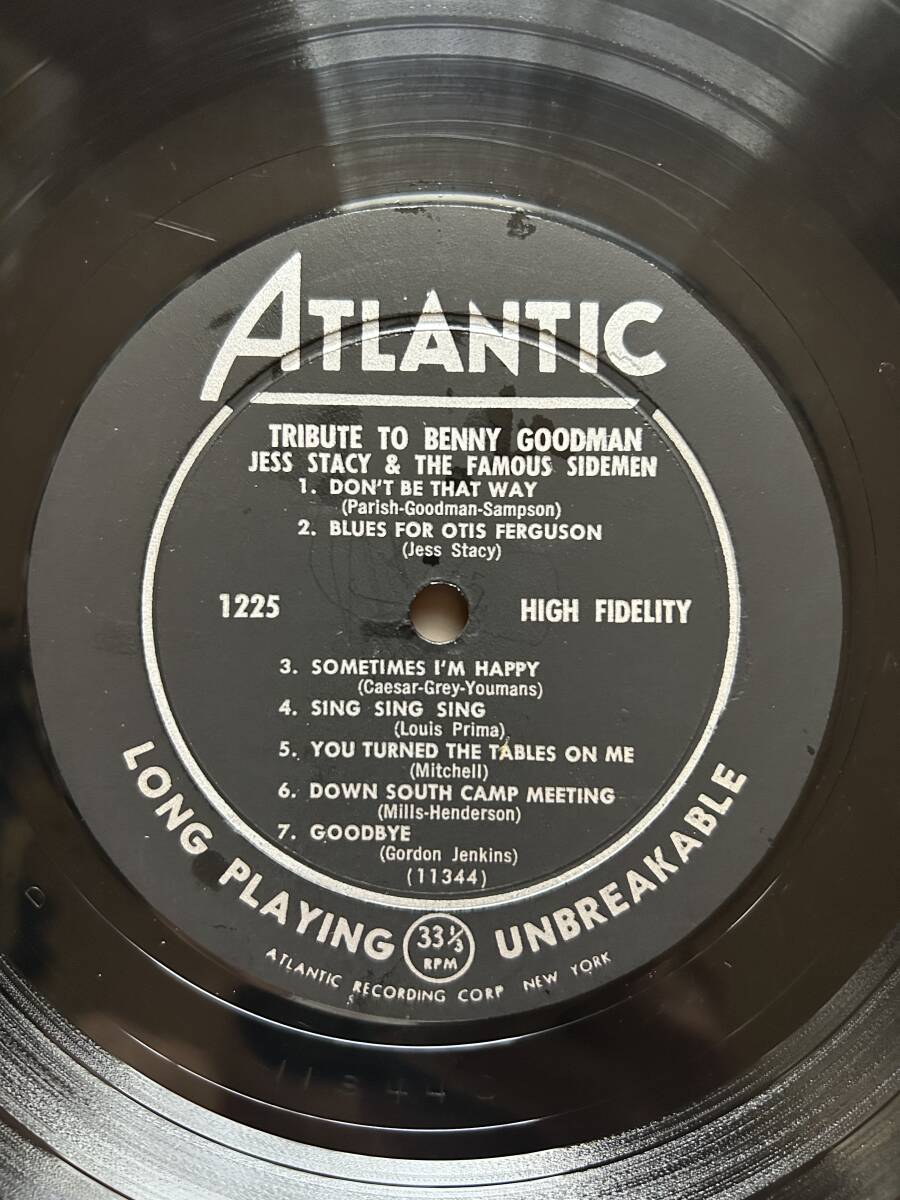 ATLANTIC
TRIBUTE TO BENNY GOODMAN
JESS STACY & THE FAMOUS SIDEMEN
1. DON'T BE THAT WAY
(Parish-Goodman-Sampson)
2. BLUES FOR OTIS FERGUSON
(Jess Stacy)
1225 HIGH FIDELITY
3. SOMETIMES I'M HAPPY
(Caesar-Grey-Youmans)
4. SING SING SING
(Louis Prima)
5. YOU TURNED THE TABLES ON ME
(Mitchell)
6. DOWN SOUTH CAMP MEETING
(Mills-Henderson)
7. GOODBYE
(Gordon Jenkins)
(11344)
LONG PLAYING 33 1/3 RPM UNBREAKABLE
ATLANTIC RECORDING CORP NEW YORK
D